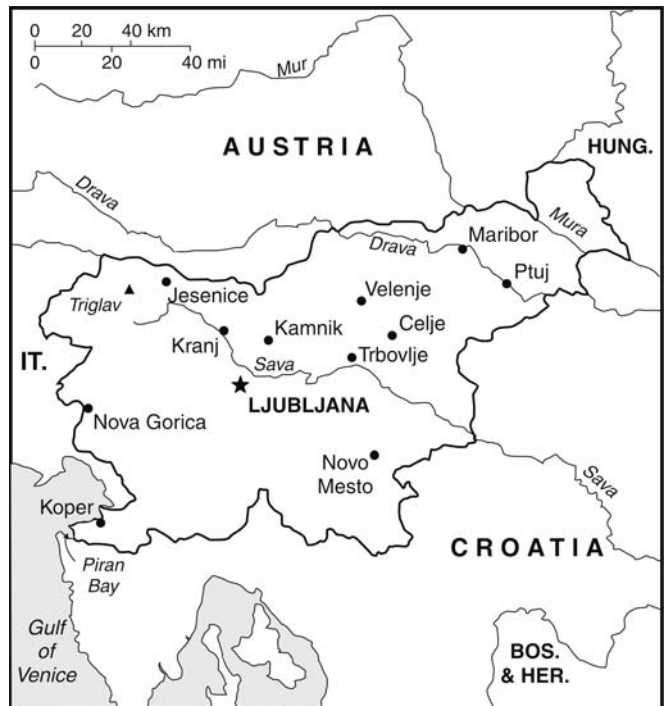 0 20 40 km
0 20 40 mi
Mur
AUSTRIA
HUNG.
Drava
Mura
Drava
Maribor
Ptuj
Jesenice
Velenje
Triglav
Kamnik
Celje
Kranj
Trbovlje
IT.
Sava
LJUBLJANA
Nova Gorica
Novo
Mesto
Sava
Koper
CROATIA
Piran
Bay
Gulf
of
Venice
BOS.
& HER.